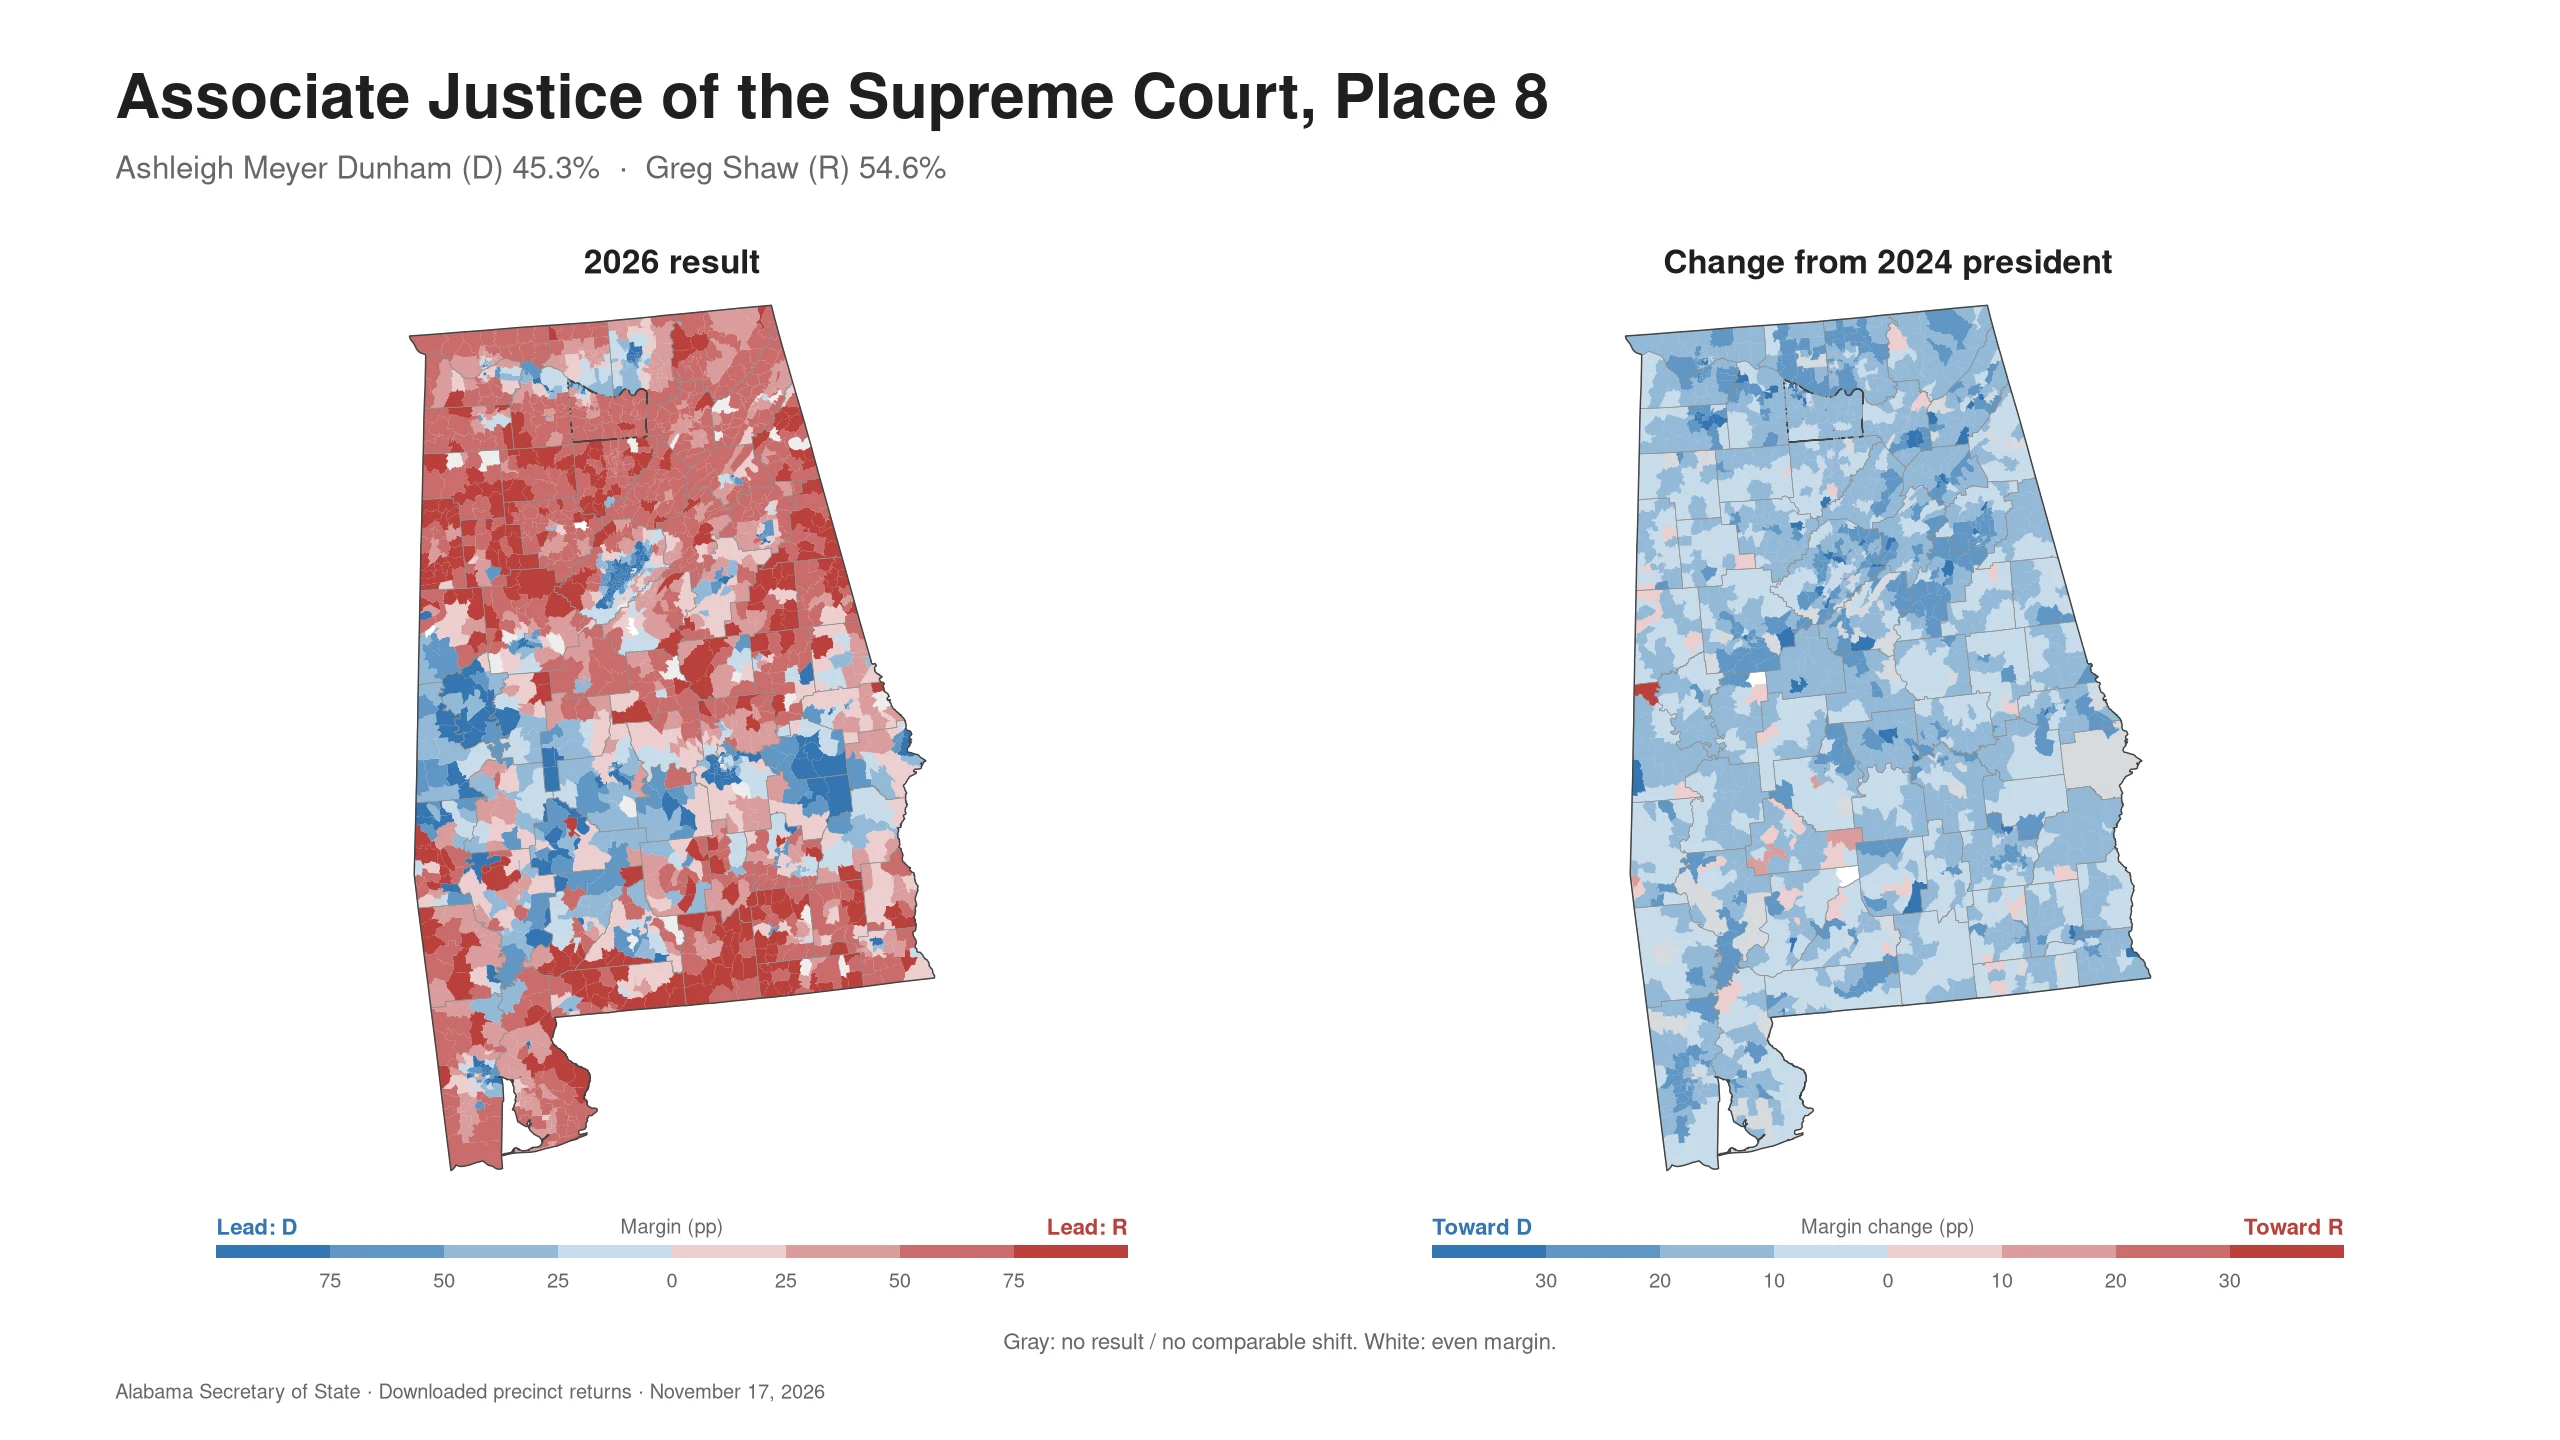 Associate Justice of the Supreme Court, Place 8
Ashleigh Meyer Dunham (D) 45.3% · Greg Shaw (R) 54.6%
2026 result
Change from 2024 president
Lead: D Margin (pp) Lead: R
75 50 25 0 25 50 75
Toward D Margin change (pp) Toward R
30 20 10 0 10 20 30
Gray: no result / no comparable shift. White: even margin.
Alabama Secretary of State · Downloaded precinct returns · November 17, 2026